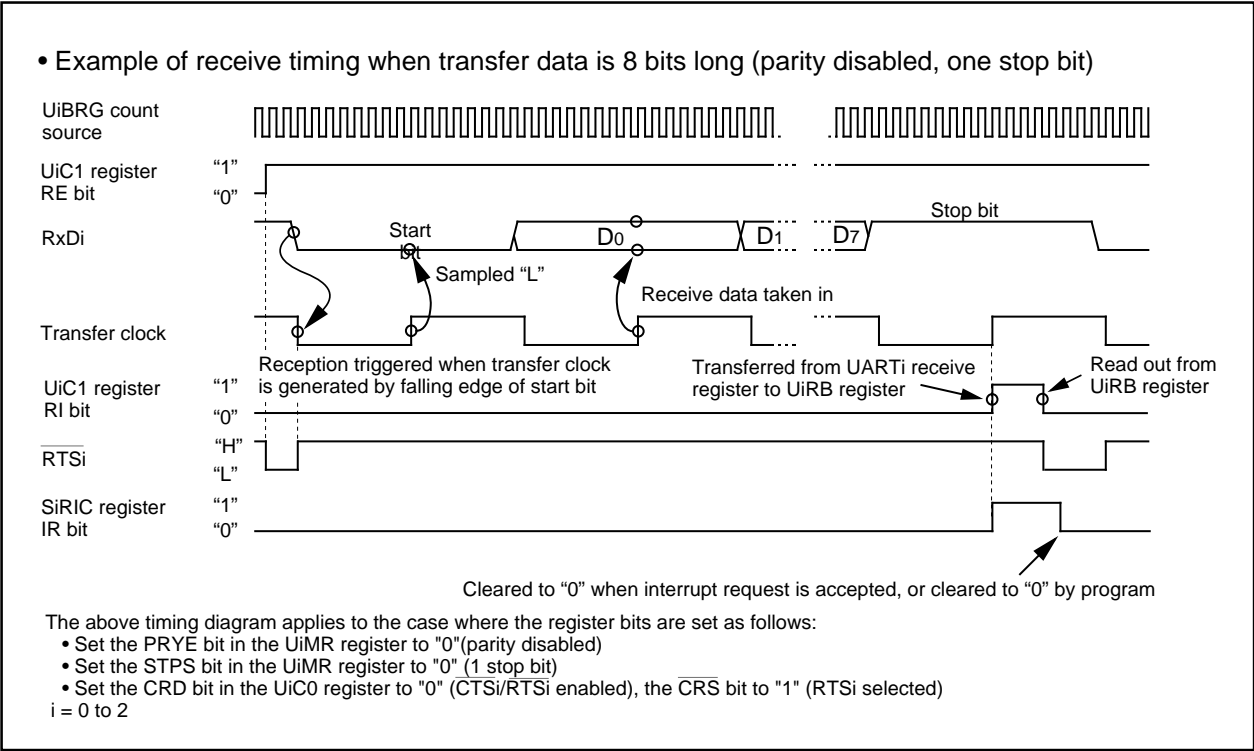 • Example of receive timing when transfer data is 8 bits long (parity disabled, one stop bit)
UiBRG count
source
UiC1 register
RE bit
“1”
“0”
RxDi
Start
bit
D0
D1
D7
Stop bit
Sampled “L”
Receive data taken in
Transfer clock
Reception triggered when transfer clock
is generated by falling edge of start bit
Transferred from UARTi receive
register to UiRB register
Read out from
UiRB register
UiC1 register
RI bit
“1”
“0”
RTSi
“H”
“L”
SiRIC register
IR bit
“1”
“0”
Cleared to “0” when interrupt request is accepted, or cleared to “0” by program
The above timing diagram applies to the case where the register bits are set as follows:
• Set the PRYE bit in the UiMR register to "0"(parity disabled)
• Set the STPS bit in the UiMR register to "0" (1 stop bit)
• Set the CRD bit in the UiC0 register to "0" (CTSi/RTSi enabled), the CRS bit to "1" (RTSi selected)
i = 0 to 2